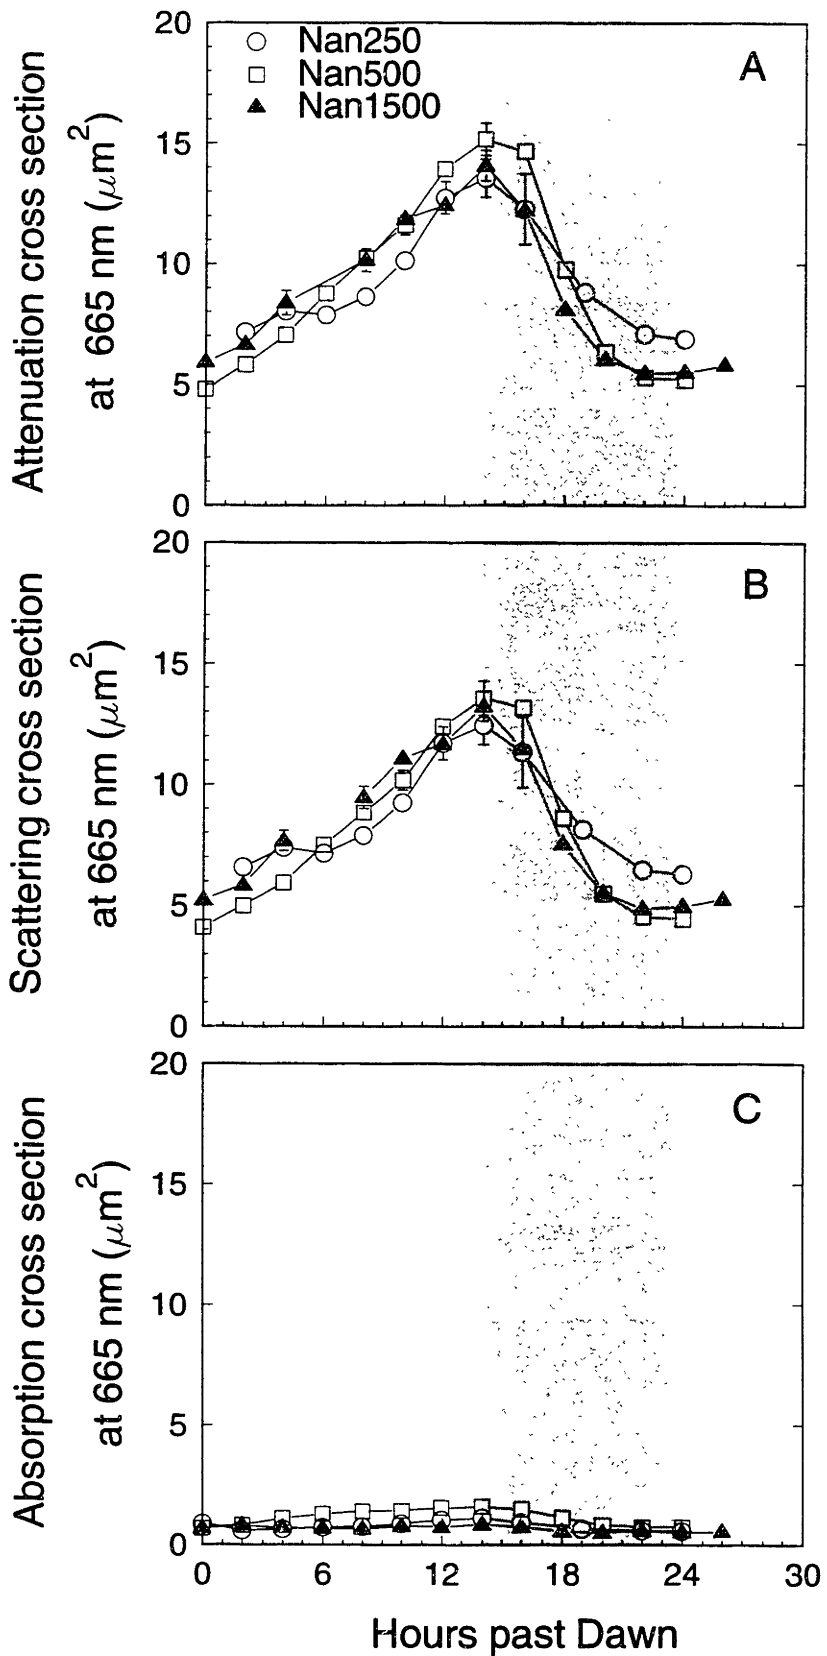 20
Nan250
Nan500
Nan1500
A
15
10
5
0
Attenuation cross section
at 665 nm (μm²)
20
B
15
10
5
0
Scattering cross section
at 665 nm (μm²)
20
C
15
10
5
0
Absorption cross section
at 665 nm (μm²)
0 6 12 18 24 30
Hours past Dawn